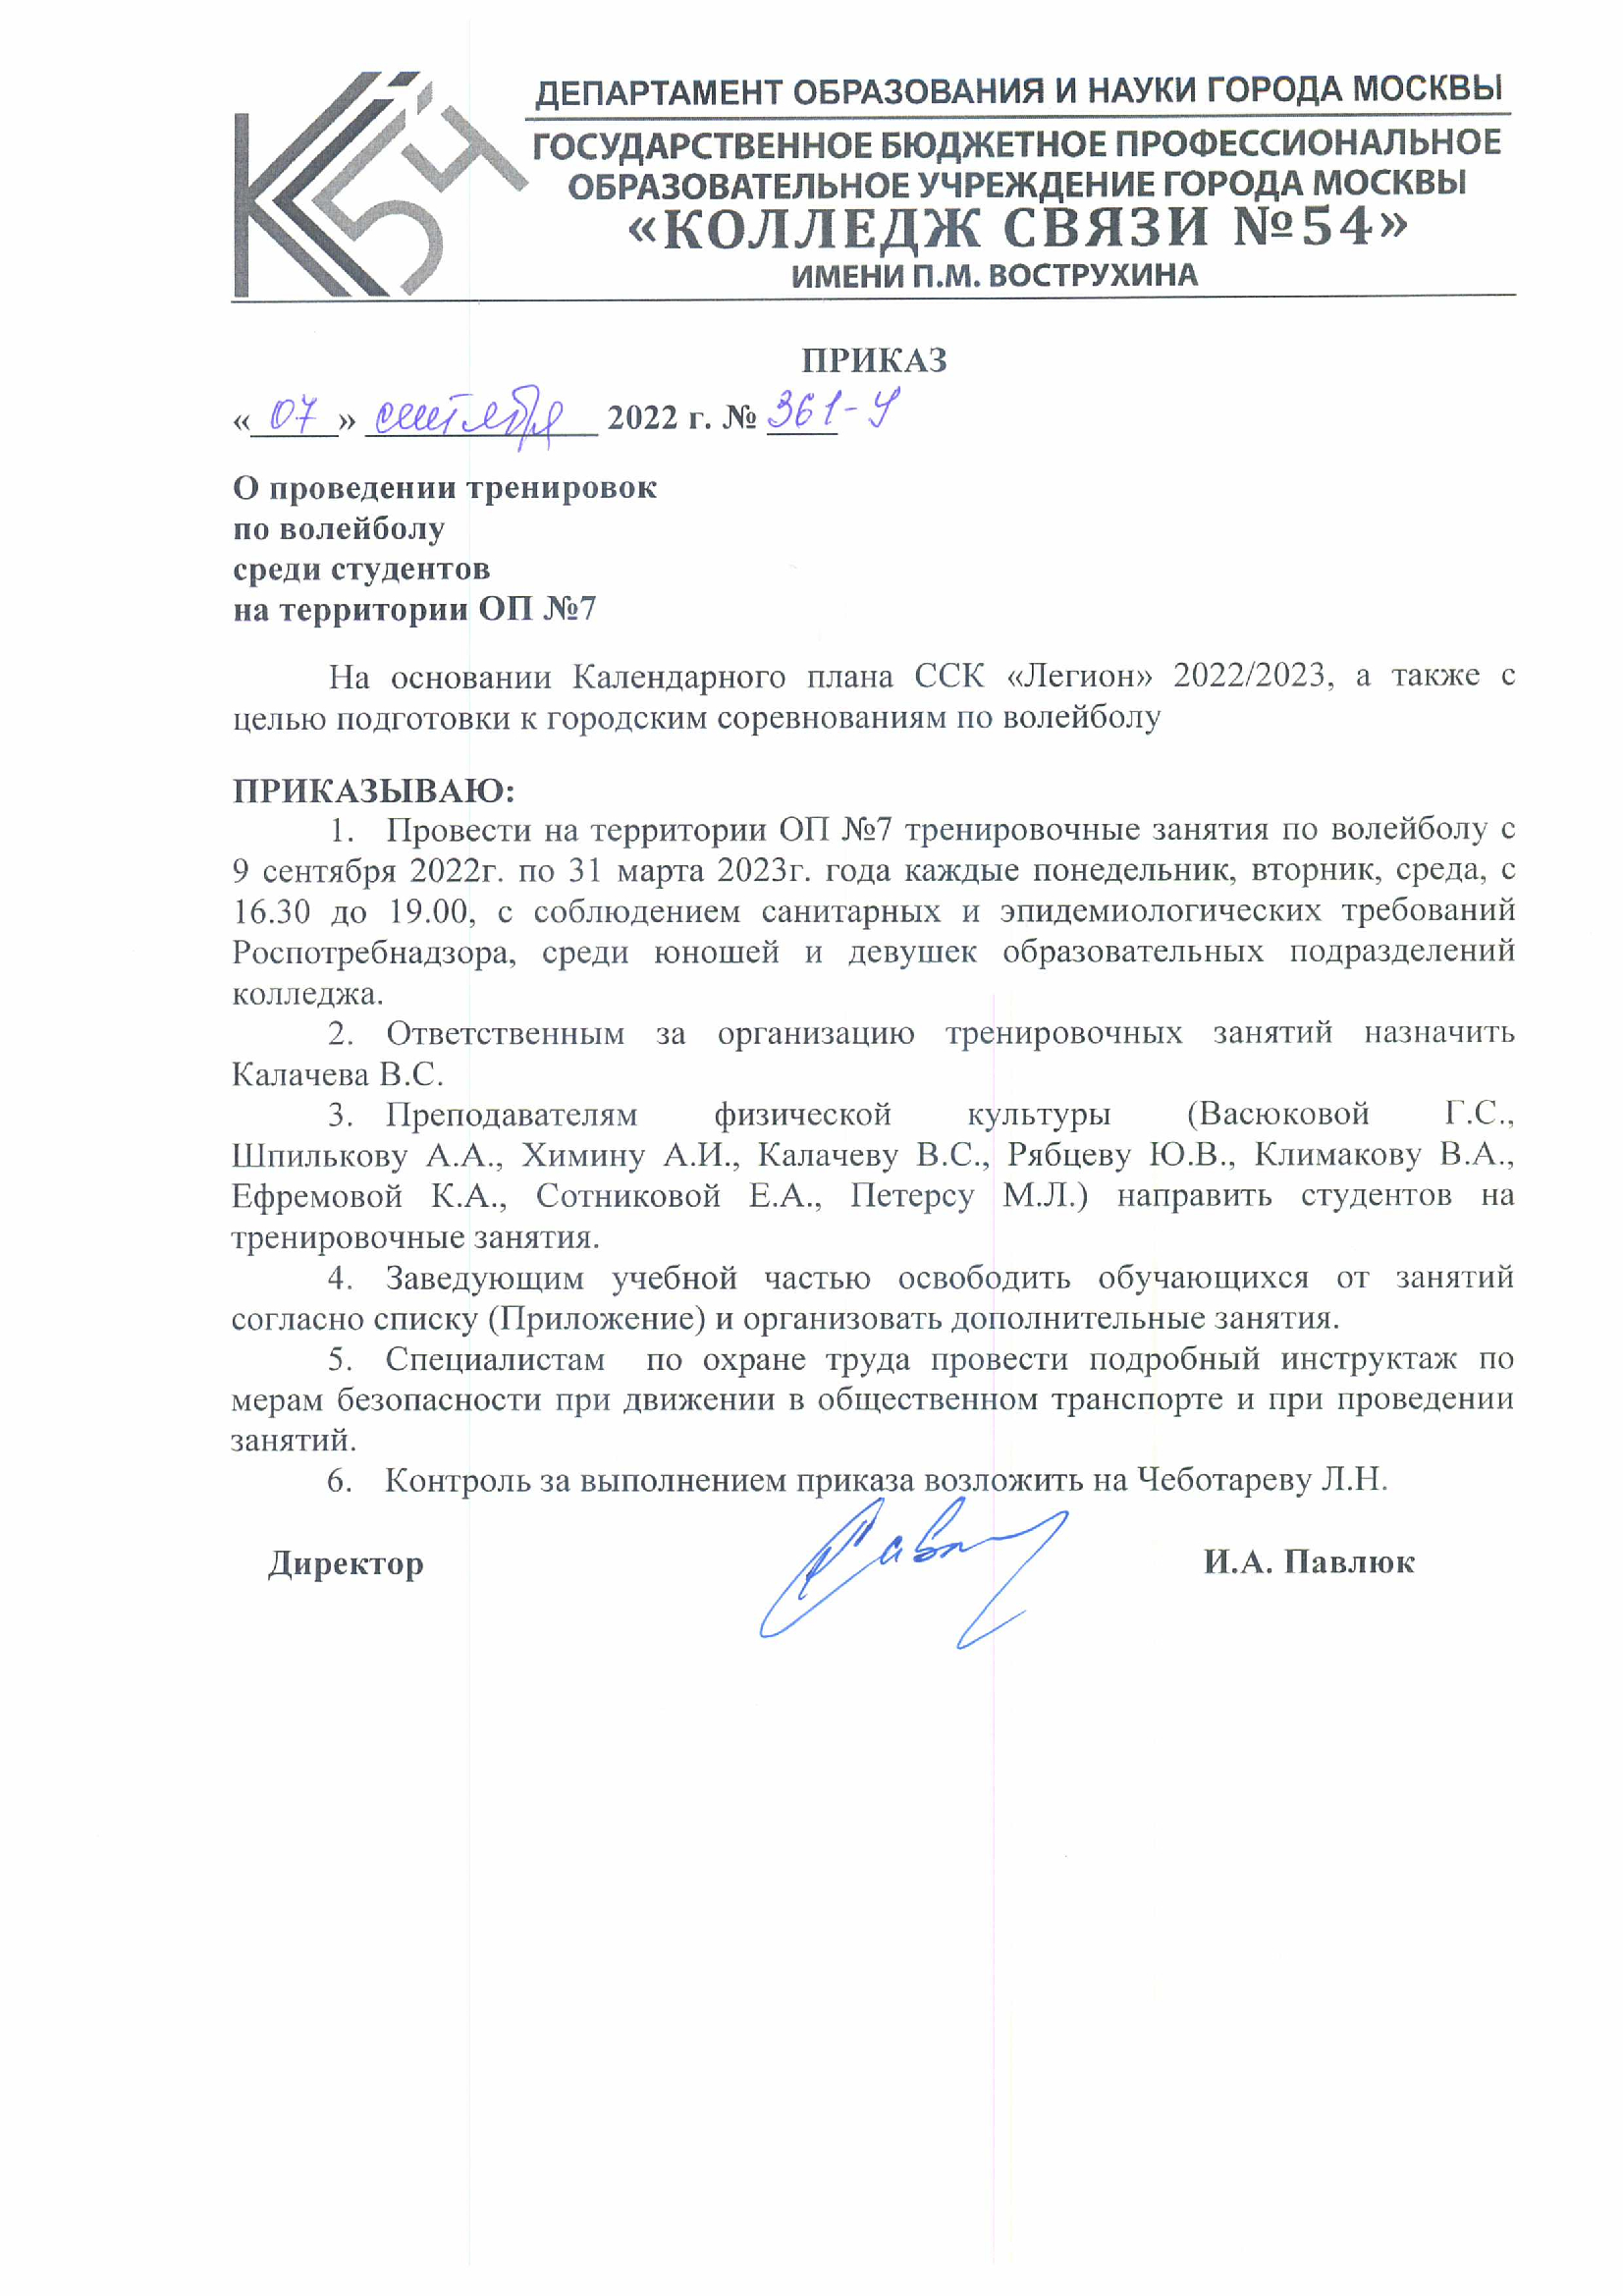 К54
ДЕПАРТАМЕНТ ОБРАЗОВАНИЯ И НАУКИ ГОРОДА МОСКВЫ
ГОСУДАРСТВЕННОЕ БЮДЖЕТНОЕ ПРОФЕССИОНАЛЬНОЕ
ОБРАЗОВАТЕЛЬНОЕ УЧРЕЖДЕНИЕ ГОРОДА МОСКВЫ
«КОЛЛЕДЖ СВЯЗИ №54»
ИМЕНИ П.М. ВОСТРУХИНА
ПРИКАЗ
«07» сентября 2022 г. № 361-У
О проведении тренировок
по волейболу
среди студентов
на территории ОП №7
На основании Календарного плана ССК «Легион» 2022/2023, а также с
целью подготовки к городским соревнованиям по волейболу
ПРИКАЗЫВАЮ:
1. Провести на территории ОП №7 тренировочные занятия по волейболу с
9 сентября 2022г. по 31 марта 2023г. года каждые понедельник, вторник, среда, с
16.30 до 19.00, с соблюдением санитарных и эпидемиологических требований
Роспотребнадзора, среди юношей и девушек образовательных подразделений
колледжа.
2. Ответственным за организацию тренировочных занятий назначить
Калачева В.С.
3. Преподавателям физической культуры (Васюковой Г.С.,
Шпилькову А.А., Химину А.И., Калачеву В.С., Рябцеву Ю.В., Климакову В.А.,
Ефремовой К.А., Сотниковой Е.А., Петерсу М.Л.) направить студентов на
тренировочные занятия.
4. Заведующим учебной частью освободить обучающихся от занятий
согласно списку (Приложение) и организовать дополнительные занятия.
5. Специалистам по охране труда провести подробный инструктаж по
мерам безопасности при движении в общественном транспорте и при проведении
занятий.
6. Контроль за выполнением приказа возложить на Чеботареву Л.Н.
Директор И.А. Павлюк